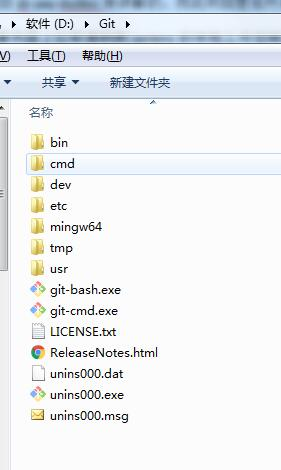 软件 (D:) Git
V) 工具(T) 帮助(H)
共享 新建文件夹
名称
bin
cmd
dev
etc
mingw64
tmp
usr
git-bash.exe
git-cmd.exe
LICENSE.txt
ReleaseNotes.html
unins000.dat
unins000.exe
unins000.msg